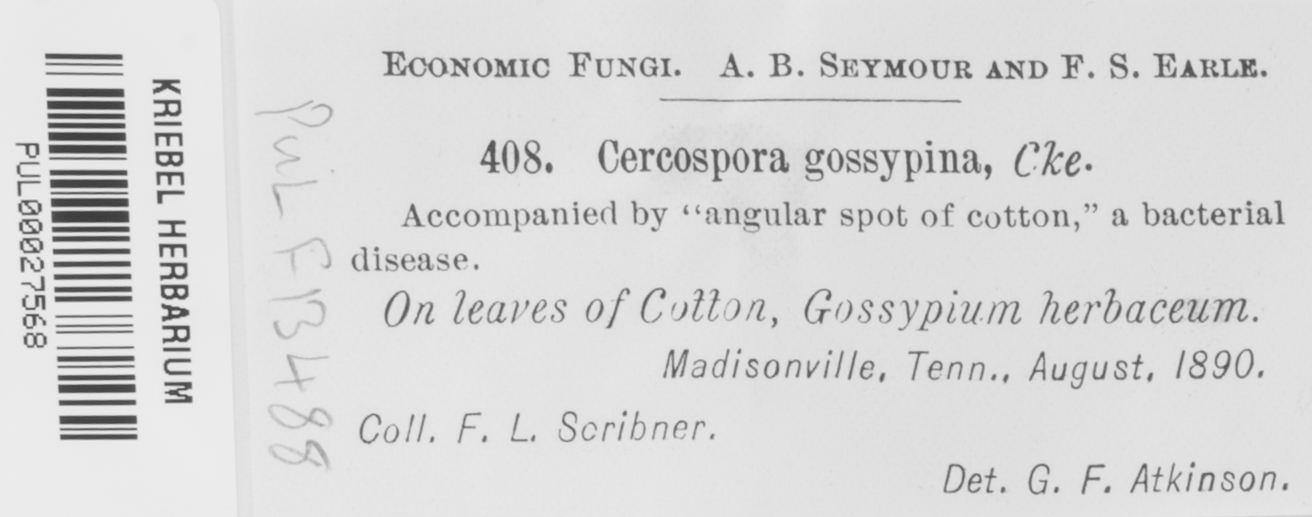 KRIEBEL HERBARIUM
PUL00027568
PUL F B488
ECONOMIC FUNGI. A. B. SEYMOUR AND F. S. EARLE.
408. Cercospora gossypina, Cke.
Accompanied by “angular spot of cotton,” a bacterial
disease.
On leaves of Cotton, Gossypium herbaceum.
Madisonville, Tenn., August, 1890.
Coll. F. L. Scribner.
Det. G. F. Atkinson.